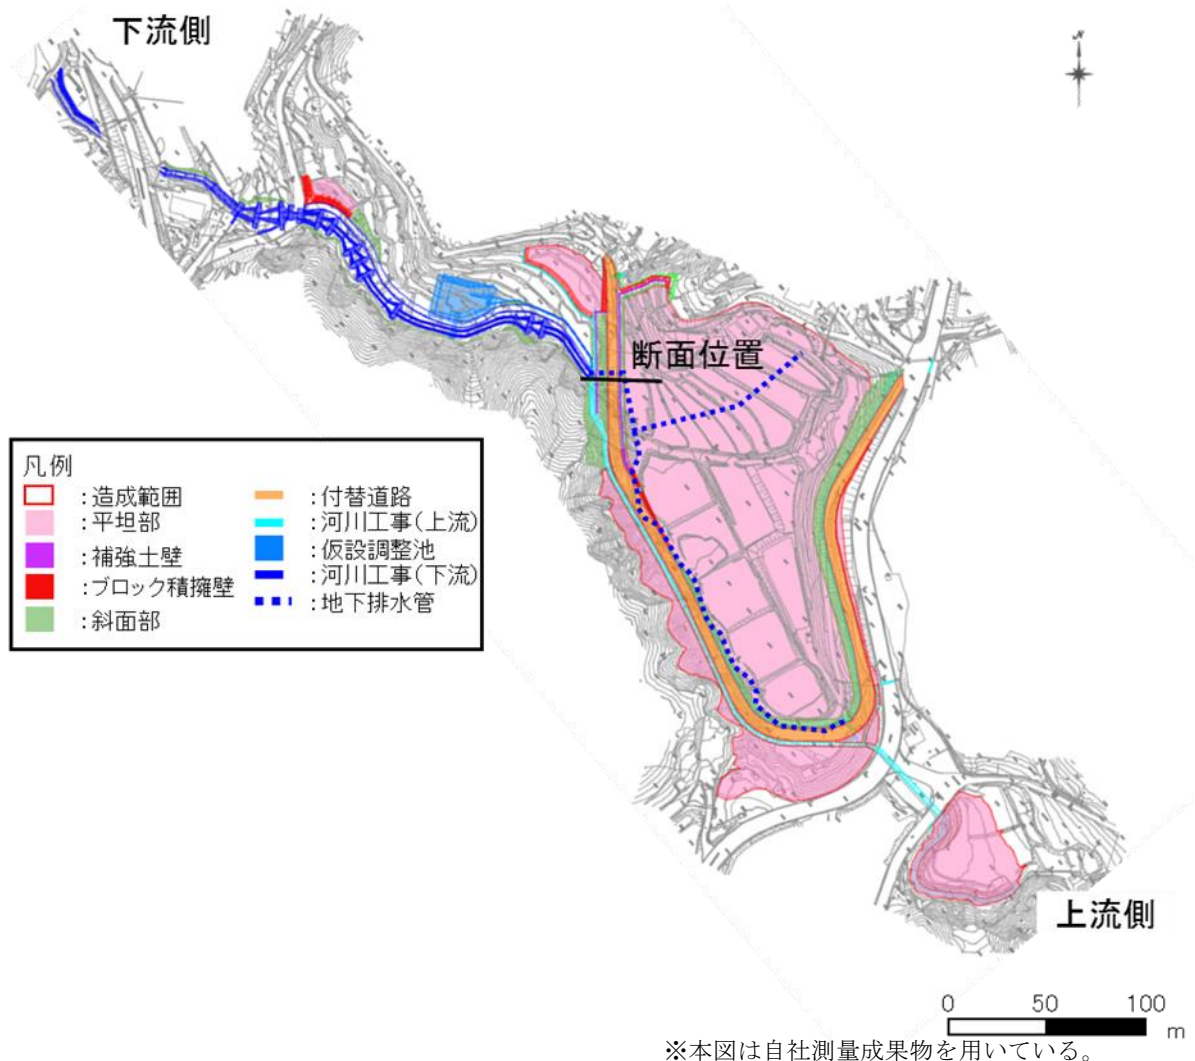 下流側
断面位置
凡例
:造成範囲
:平坦部
:補強土壁
:ブロック積擁壁
:斜面部
:付替道路
:河川工事(上流)
:仮設調整池
:河川工事(下流)
:地下排水管
上流側
0 50 100
m
※本図は自社測量成果物を用いている。